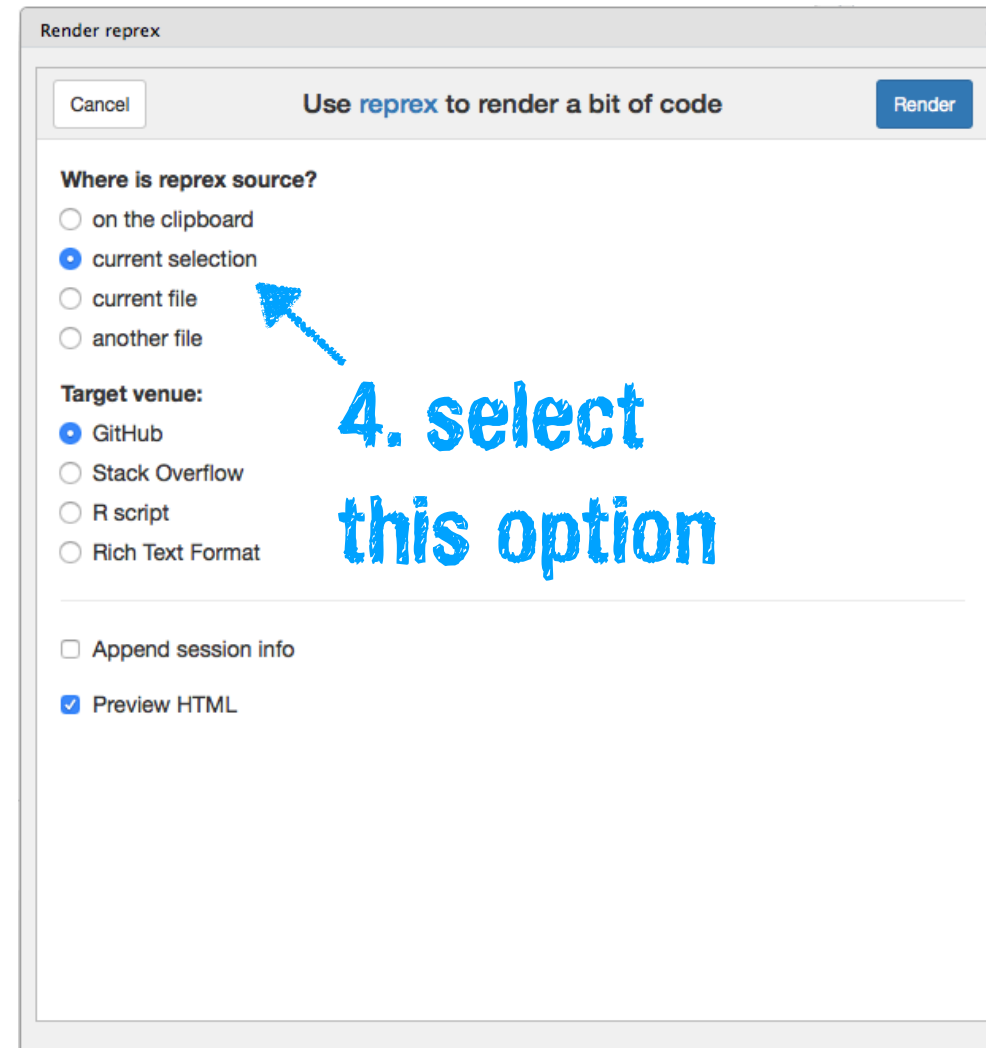 Render reprex
Cancel
Use reprex to render a bit of code
Render
Where is reprex source?
on the clipboard
current selection
current file
another file
Target venue:
GitHub
Stack Overflow
R script
Rich Text Format
4. select
this option
Append session info
Preview HTML